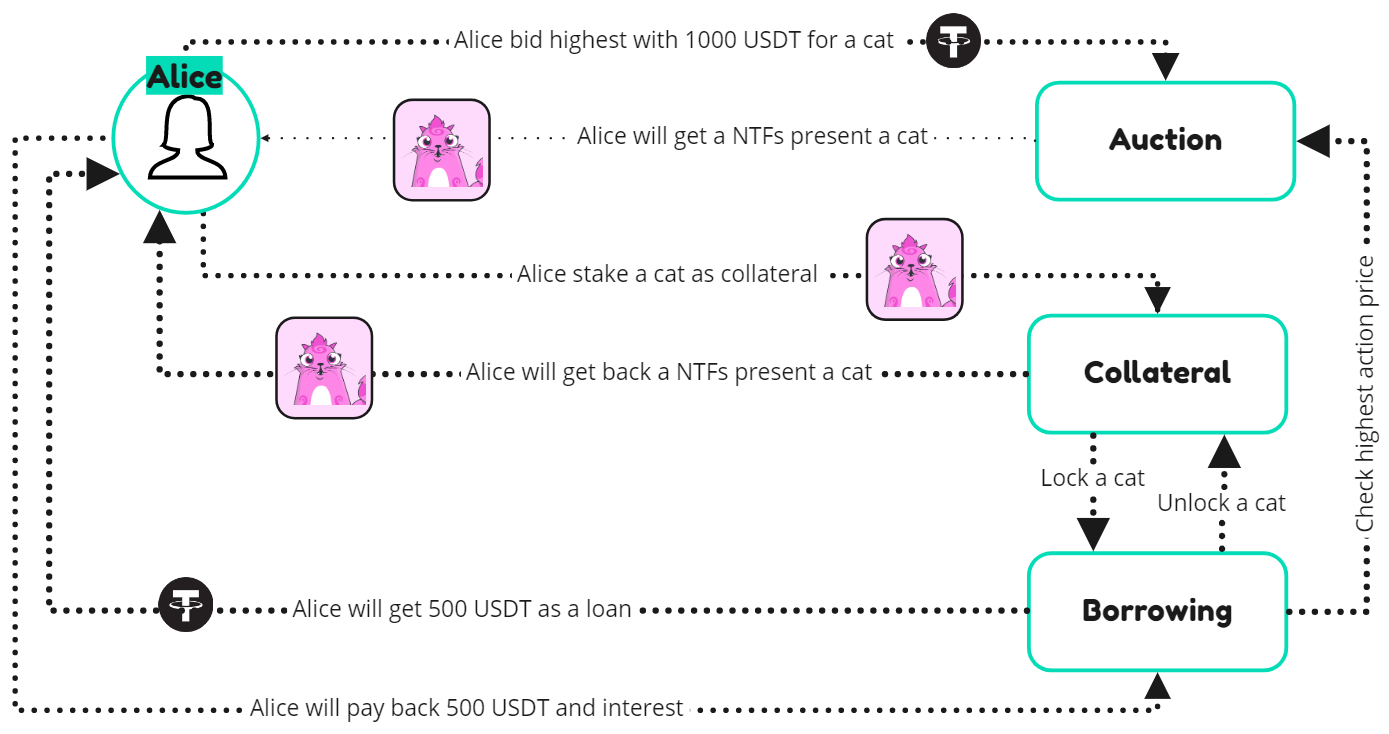 Alice bid highest with 1000 USDT for a cat
Alice
Alice will get a NTFs present a cat
Auction
Alice stake a cat as collateral
Alice will get back a NTFs present a cat
Collateral
Check highest action price
Lock a cat
Unlock a cat
Alice will get 500 USDT as a loan
Borrowing
Alice will pay back 500 USDT and interest